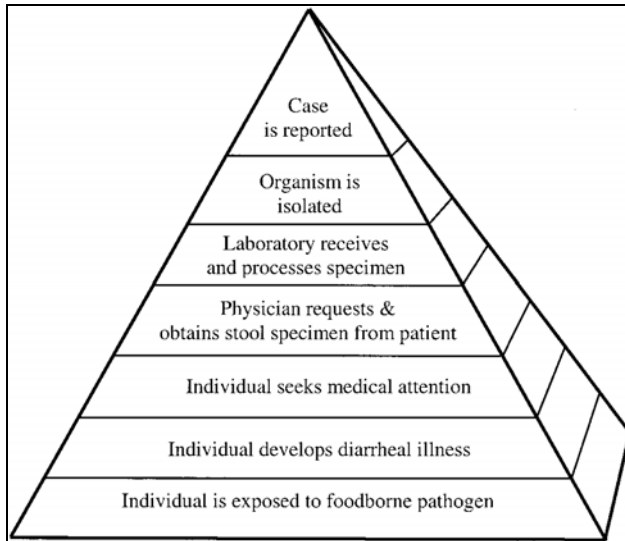 Case
is reported
Organism is
isolated
Laboratory receives
and processes specimen
Physician requests &
obtains stool specimen from patient
Individual seeks medical attention
Individual develops diarrheal illness
Individual is exposed to foodborne pathogen